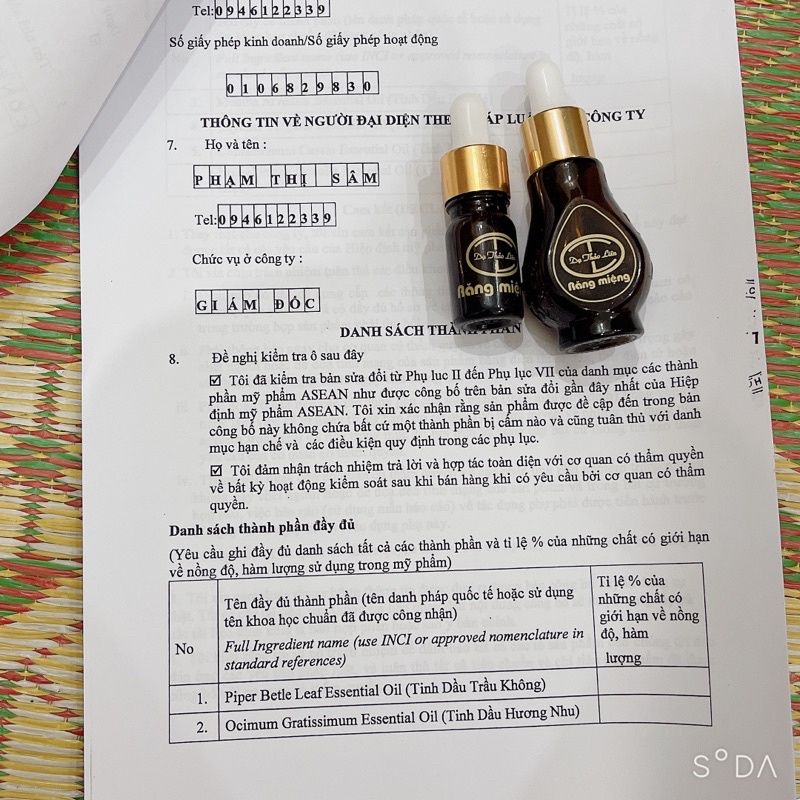 Tel:0946122339
Số giấy phép kinh doanh/Số giấy phép hoạt động
0106829830
THÔNG TIN VỀ NGƯỜI ĐẠI DIỆN THE ÁP LUẬ CÔNG TY
7. Họ và tên :
PHẠM THỊ SÂM
Tel:0946122339
Chức vụ ở công ty :
GIÁM ĐỐC
Dạ Thảo Liên
Răng miệng
Dạ Thảo Liên
Răng miệng
DANH SÁCH THÀNH PHẦN
8. Đề nghị kiểm tra ô sau đây
☑ Tôi đã kiểm tra bản sửa đổi từ Phụ luc II đến Phụ lục VII của danh mục các thành
phần mỹ phẩm ASEAN như được công bố trên bản sửa đổi gần đây nhất của Hiệp
định mỹ phẩm ASEAN. Tôi xin xác nhận rằng sản phẩm được đề cập đến trong bản
công bố này không chứa bất cứ một thành phần bị cấm nào và cũng tuân thủ với danh
mục hạn chế và các điều kiện quy định trong các phụ lục.
☑ Tôi đảm nhận trách nhiệm trả lời và hợp tác toàn diện với cơ quan có thẩm quyền
về bất kỳ hoạt động kiểm soát sau khi bán hàng khi có yêu cầu bởi cơ quan có thẩm
quyền.
Danh sách thành phần đầy đủ
(Yêu cầu ghi đầy đủ danh sách tất cả các thành phần và tỉ lệ % của những chất có giới hạn
về nồng độ, hàm lượng sử dụng trong mỹ phẩm)
No
Tên đầy đủ thành phần (tên danh pháp quốc tế hoặc sử dụng
tên khoa học chuẩn đã được công nhận)
Full Ingredient name (use INCI or approved nomenclature in
standard references)
Tỉ lệ % của
những chất có
giới hạn về nồng
độ, hàm
lượng
1. Piper Betle Leaf Essential Oil (Tinh Dầu Trầu Không)
2. Ocimum Gratissimum Essential Oil (Tinh Dầu Hương Nhu)
SODA